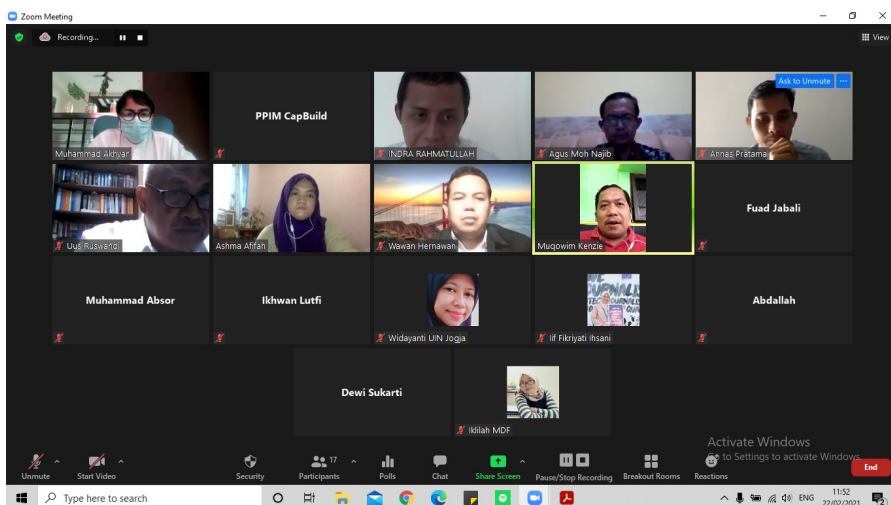 Zoom Meeting
Recording...
View
Muhammad Akhyar
PPIM CapBuild
INDRA RAHMATULLAH
Agus Moh Najib
Ask to Unmute ...
Annas Pratama
Uus Ruswandi
Ashma Afifah
Wawan Hernawan
Muqowim Kenzie
Fuad Jabali
Muhammad Absor
Ikhwan Lutfi
Widayanti UIN Jogja
Iif Fikriyati Ihsani
Abdallah
Dewi Sukarti
Iklilah MDF
Activate Windows
Go to Settings to activate Windows.
Unmute
Start Video
Security
17
Participants
Polls
Chat
Share Screen
Pause/Stop Recording
Breakout Rooms
Reactions
End
Type here to search
ENG
11:52
22/02/2021
2